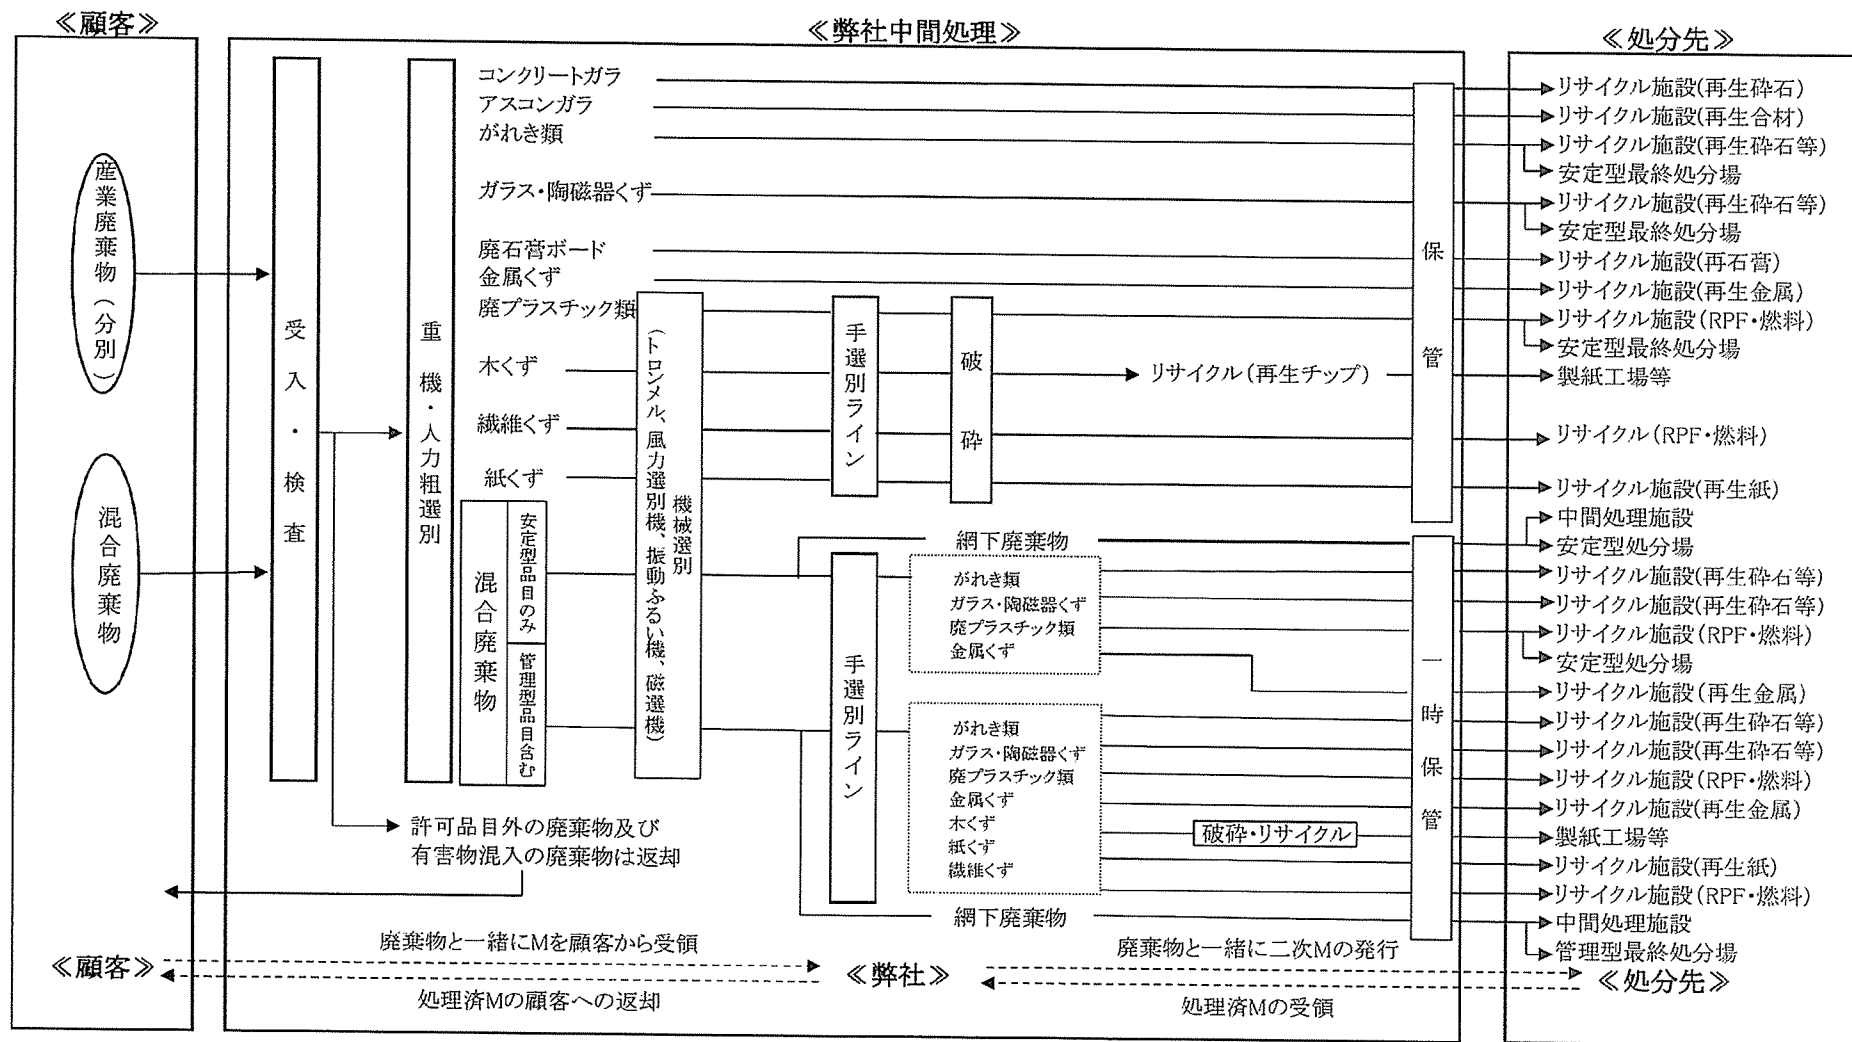 ≪顧客≫
≪弊社中間処理≫
≪処分先≫
産業廃棄物(分別)
混合廃棄物
受入・検査
重機・人力粗選別
コンクリートガラ
アスコンガラ
がれき類
ガラス・陶磁器くず
廃石膏ボード
金属くず
廃プラスチック類
木くず
繊維くず
紙くず
混合廃棄物
安定型品目のみ
管理型品目含む
機械選別
(トロンメル、風力選別機、振動ふるい機、磁選機)
手選別ライン
破砕
リサイクル(再生チップ)
保管
網下廃棄物
手選別ライン
がれき類
ガラス・陶磁器くず
廃プラスチック類
金属くず
がれき類
ガラス・陶磁器くず
廃プラスチック類
金属くず
木くず
紙くず
繊維くず
破砕・リサイクル
網下廃棄物
一時保管
リサイクル施設(再生砕石)
リサイクル施設(再生合材)
リサイクル施設(再生砕石等)
安定型最終処分場
リサイクル施設(再生砕石等)
安定型最終処分場
リサイクル施設(再石膏)
リサイクル施設(再生金属)
リサイクル施設(RPF・燃料)
安定型最終処分場
製紙工場等
リサイクル(RPF・燃料)
リサイクル施設(再生紙)
中間処理施設
安定型処分場
リサイクル施設(再生砕石等)
リサイクル施設(再生砕石等)
リサイクル施設(RPF・燃料)
安定型処分場
リサイクル施設(再生金属)
リサイクル施設(再生砕石等)
リサイクル施設(再生砕石等)
リサイクル施設(RPF・燃料)
リサイクル施設(再生金属)
製紙工場等
リサイクル施設(再生紙)
リサイクル施設(RPF・燃料)
中間処理施設
管理型最終処分場
許可品目外の廃棄物及び
有害物混入の廃棄物は返却
廃棄物と一緒にMを顧客から受領
廃棄物と一緒に二次Mの発行
≪顧客≫
≪弊社≫
≪処分先≫
処理済Mの顧客への返却
処理済Mの受領